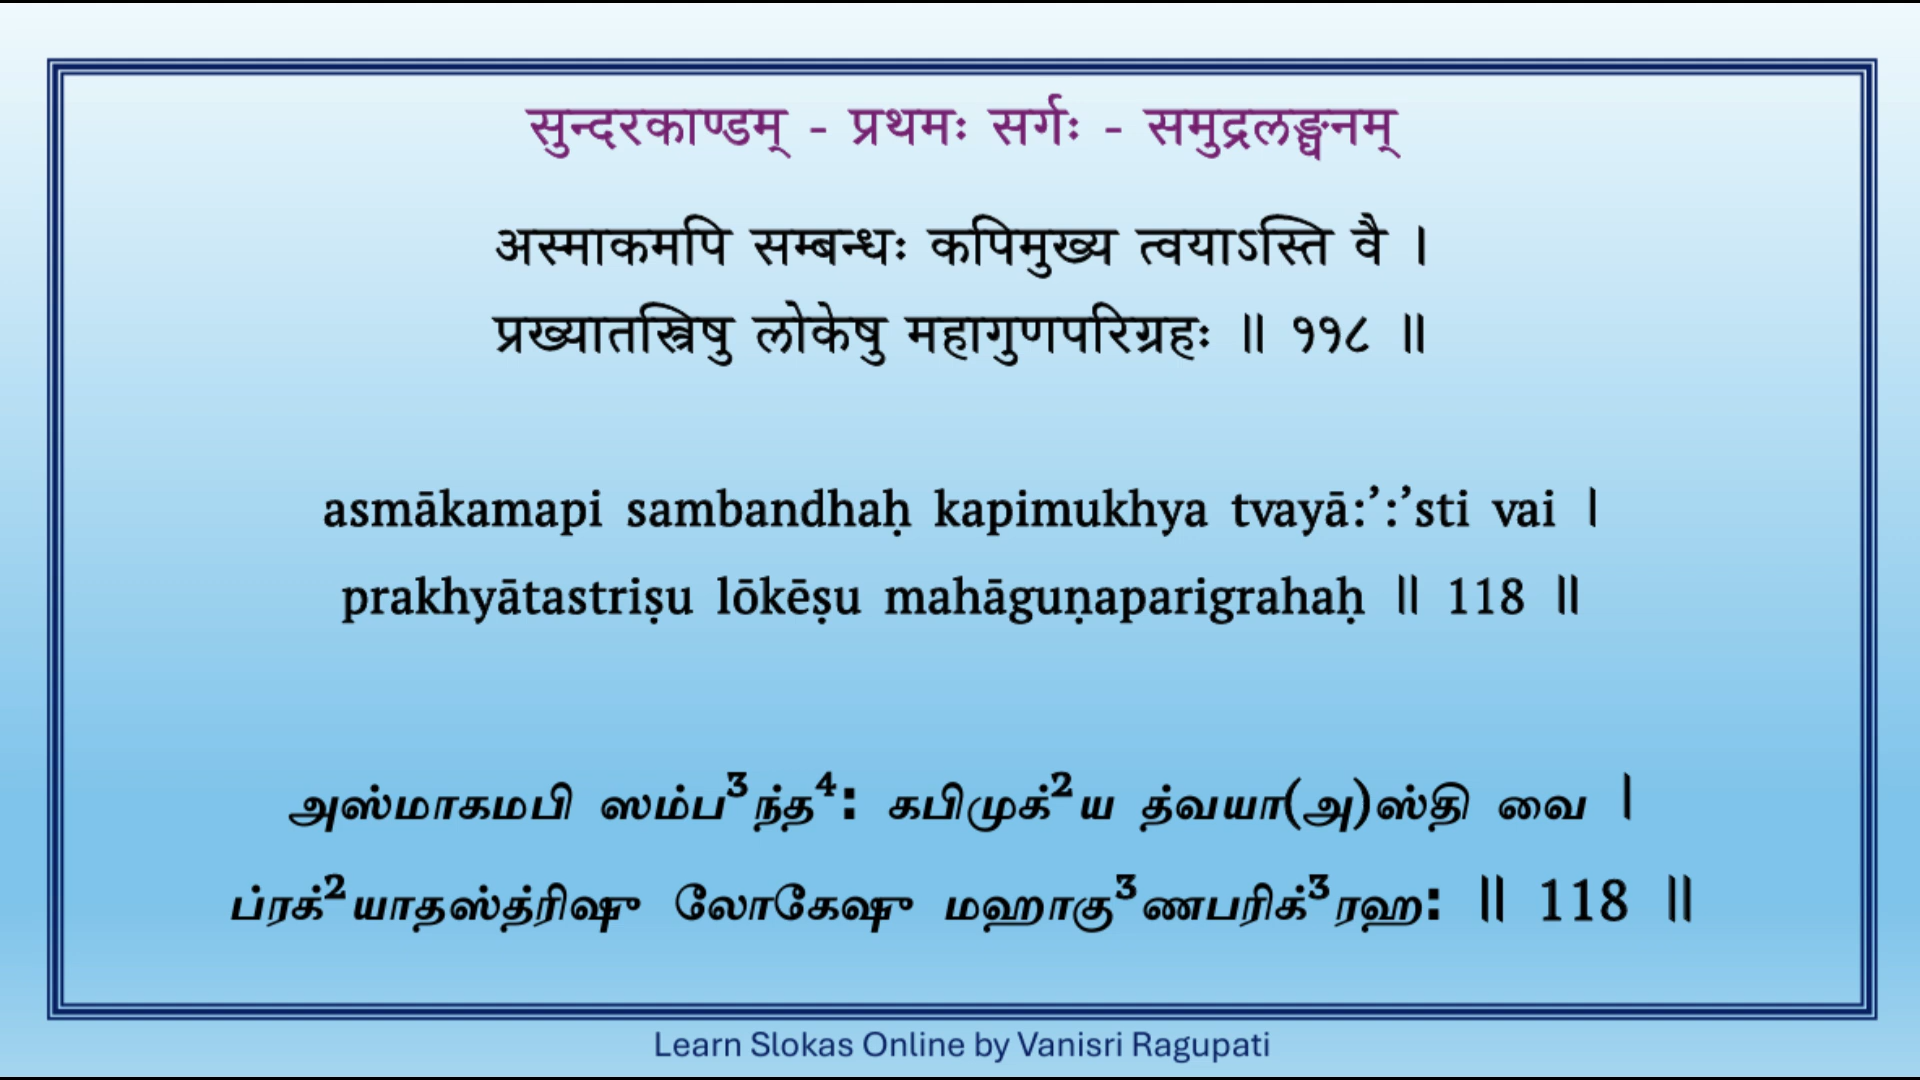 सुन्दरकाण्डम् - प्रथमः सर्गः - समुद्रलङ्घनम्
अस्माकमपि सम्बन्धः कपिमुख्य त्वयाऽस्ति वै ।
प्रख्यातस्त्रिषु लोकेषु महागुणपरिग्रहः ॥ ११८ ॥
asmākamapi sambandhaḥ kapimukhya tvayā:’:’sti vai ।
prakhyātastriṣu lōkēṣu mahāguṇaparigrahaḥ ॥ 118 ॥
அஸ்மாகமபி ஸம்ப³ந்த⁴: கபிமுக்²ய த்வயா(அ)ஸ்தி வை ।
ப்ரக்²யாதஸ்த்ரிஷு லோகேஷு மஹாகு³ணபரிக்³ரஹ: ॥ 118 ॥
Learn Slokas Online by Vanisri Ragupati